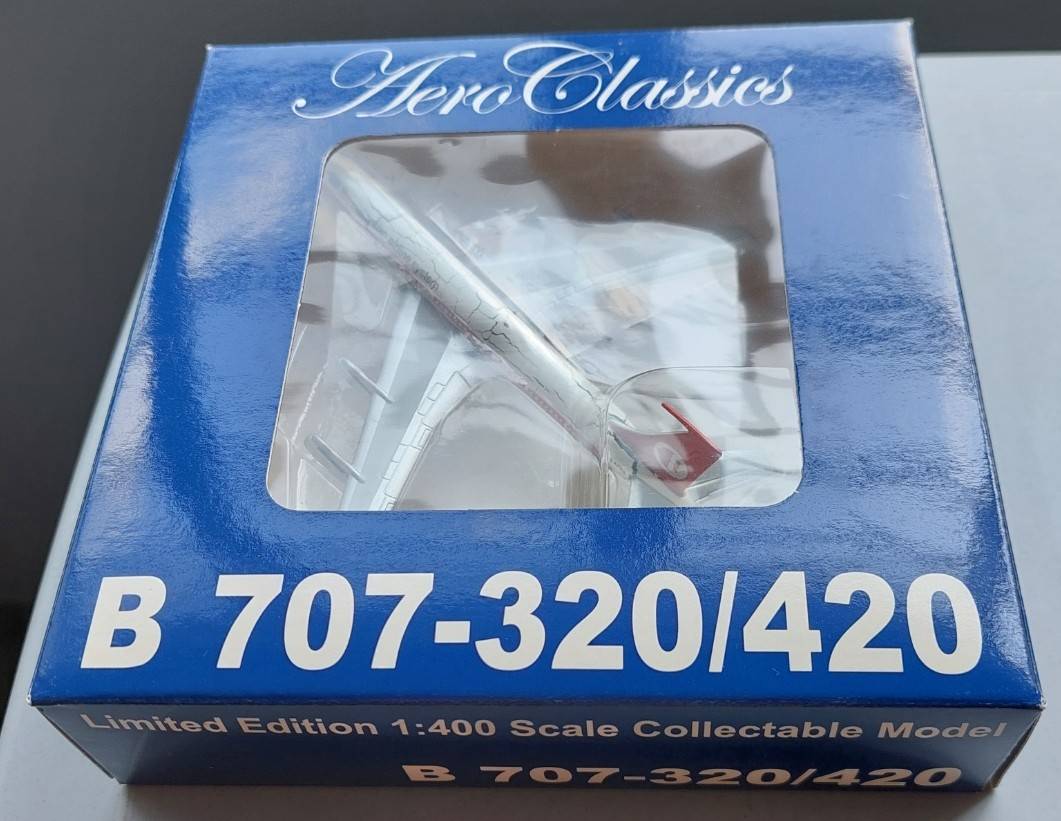 AeroClassics
B 707-320/420
Limited Edition 1:400 Scale Collectable Model
B 707-320/420